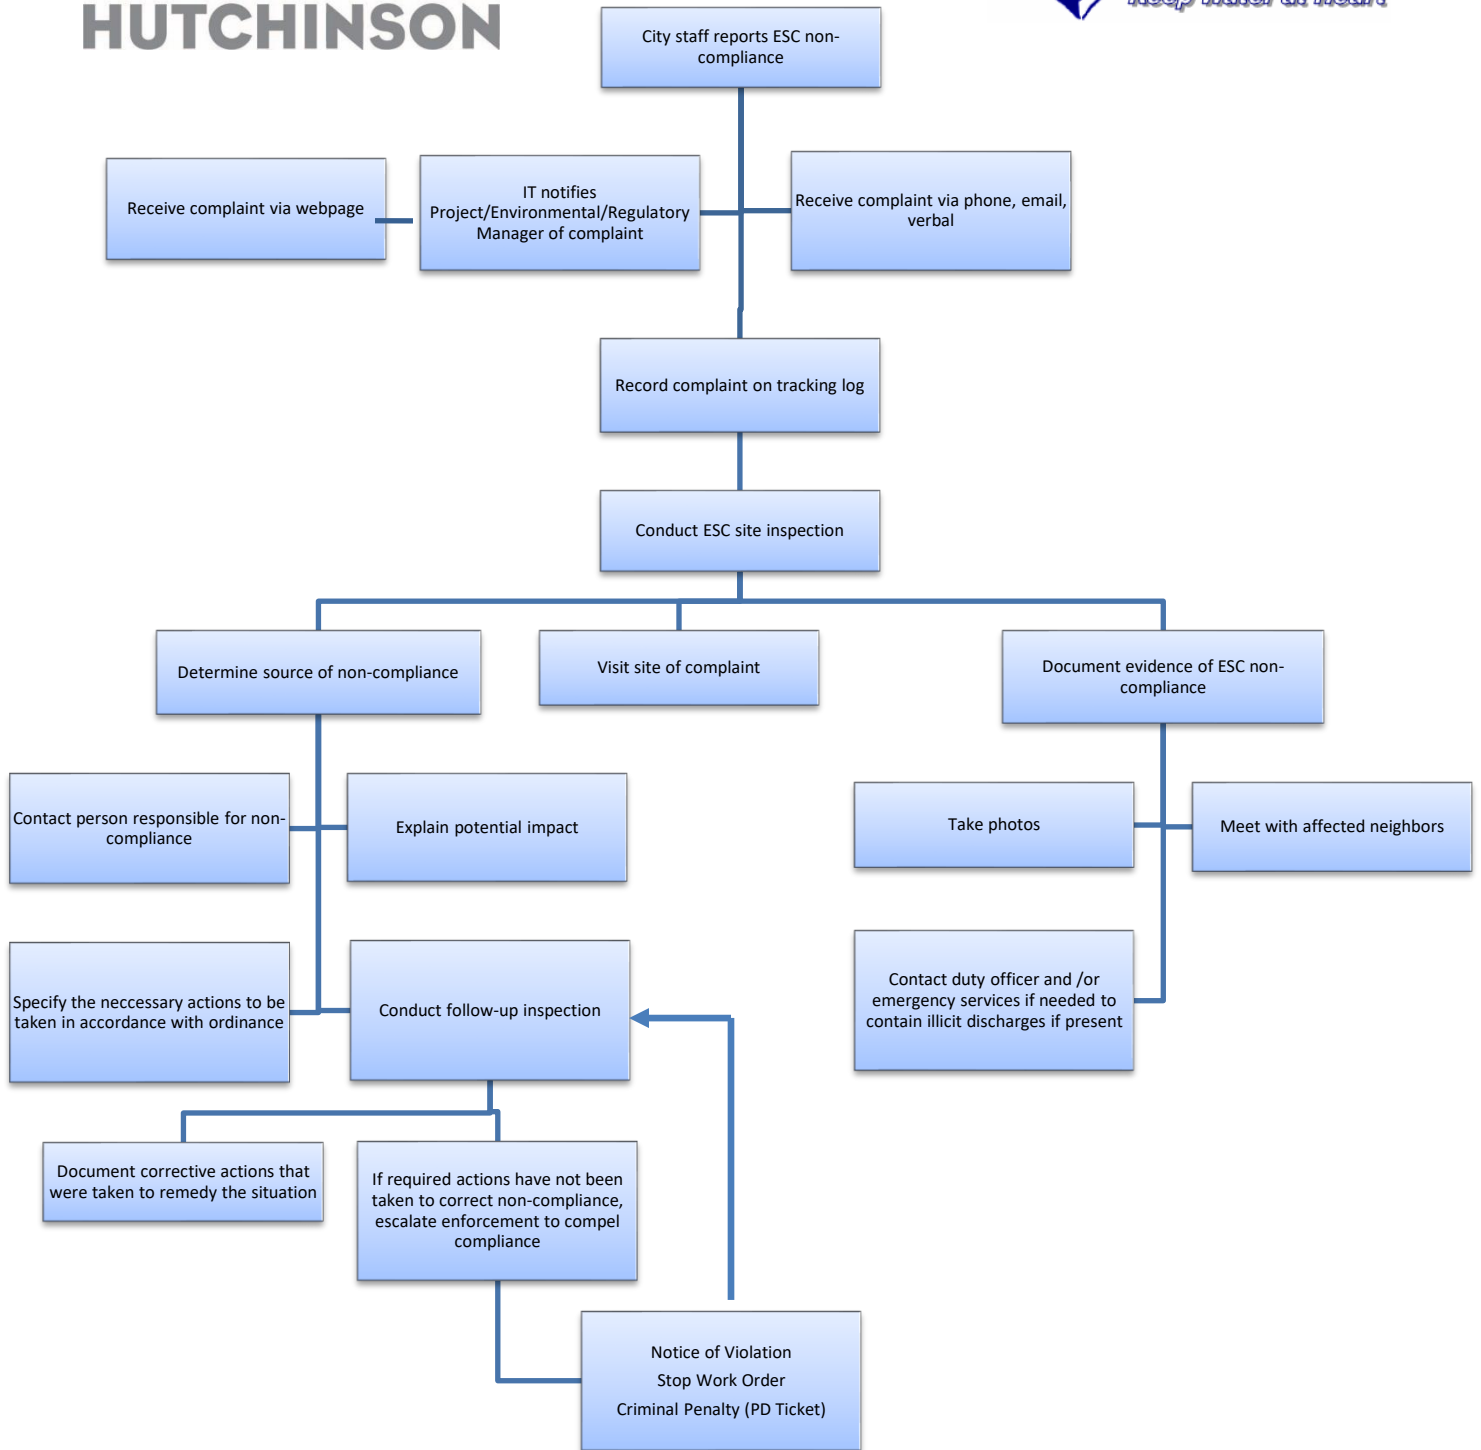 HUTCHINSON
Keep Water at Heart
City staff reports ESC non-
compliance
Receive complaint via webpage
IT notifies
Project/Environmental/Regulatory
Manager of complaint
Receive complaint via phone, email,
verbal
Record complaint on tracking log
Conduct ESC site inspection
Determine source of non-compliance
Visit site of complaint
Document evidence of ESC non-
compliance
Contact person responsible for non-
compliance
Explain potential impact
Take photos
Meet with affected neighbors
Specify the neccessary actions to be
taken in accordance with ordinance
Conduct follow-up inspection
Contact duty officer and /or
emergency services if needed to
contain illicit discharges if present
Document corrective actions that
were taken to remedy the situation
If required actions have not been
taken to correct non-compliance,
escalate enforcement to compel
compliance
Notice of Violation
Stop Work Order
Criminal Penalty (PD Ticket)